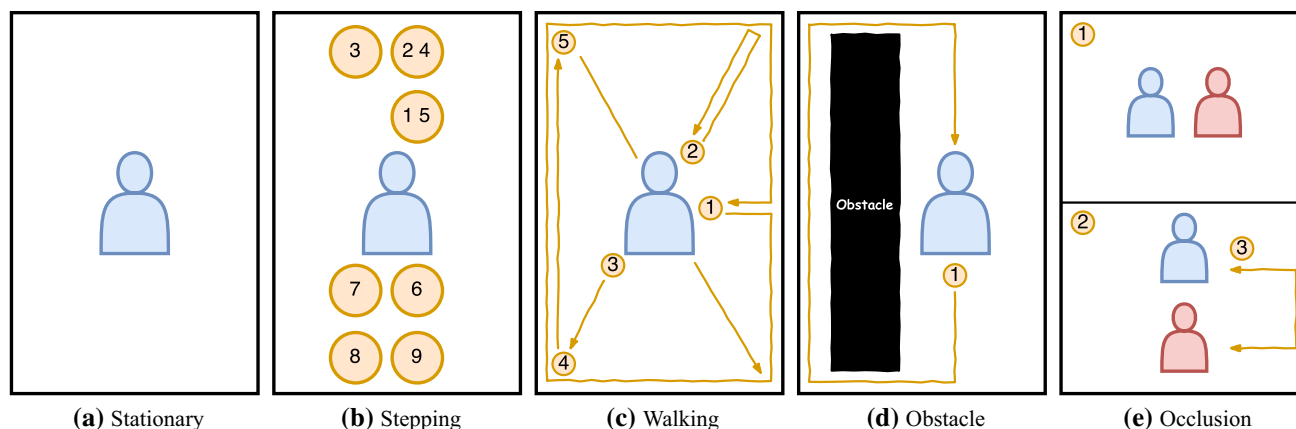 3
2 4
1 5
7
6
8
9
5
2
1
3
4
Obstacle
1
1
2
3
(a) Stationary
(b) Stepping
(c) Walking
(d) Obstacle
(e) Occlusion